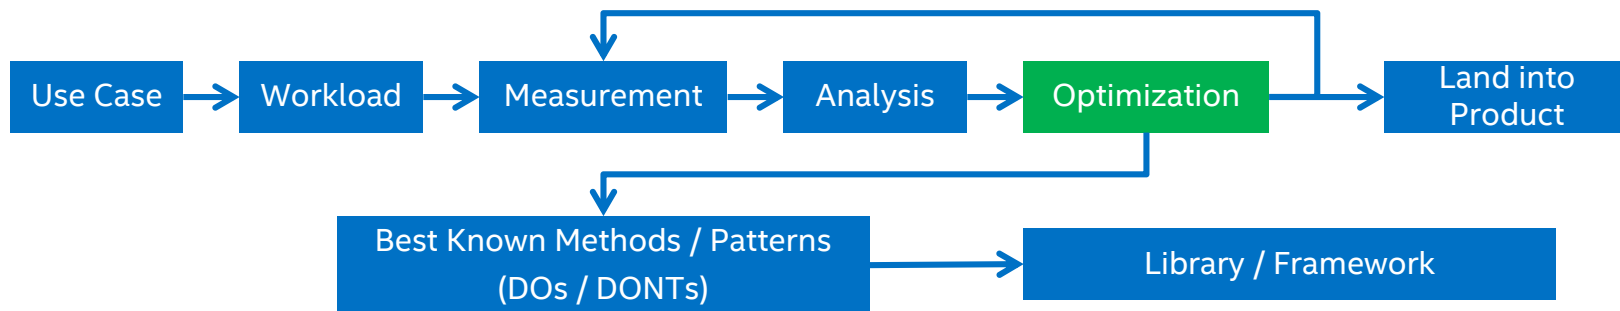 Use Case
Workload
Measurement
Analysis
Optimization
Land into
Product
Best Known Methods / Patterns
(DOs / DONTs)
Library / Framework